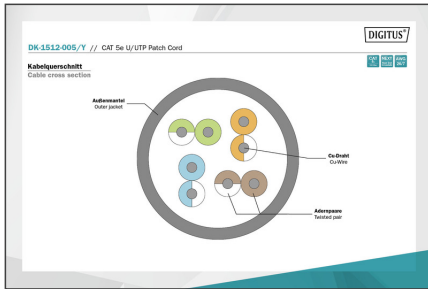 DIGITUS®
DK-1512-005/Y // CAT 5e U/UTP Patch Cord
Kabelquerschnitt
Cable cross section
Außenmantel
Outer jacket
Cu-Draht
Cu-Wire
Adernpaare
Twisted pair